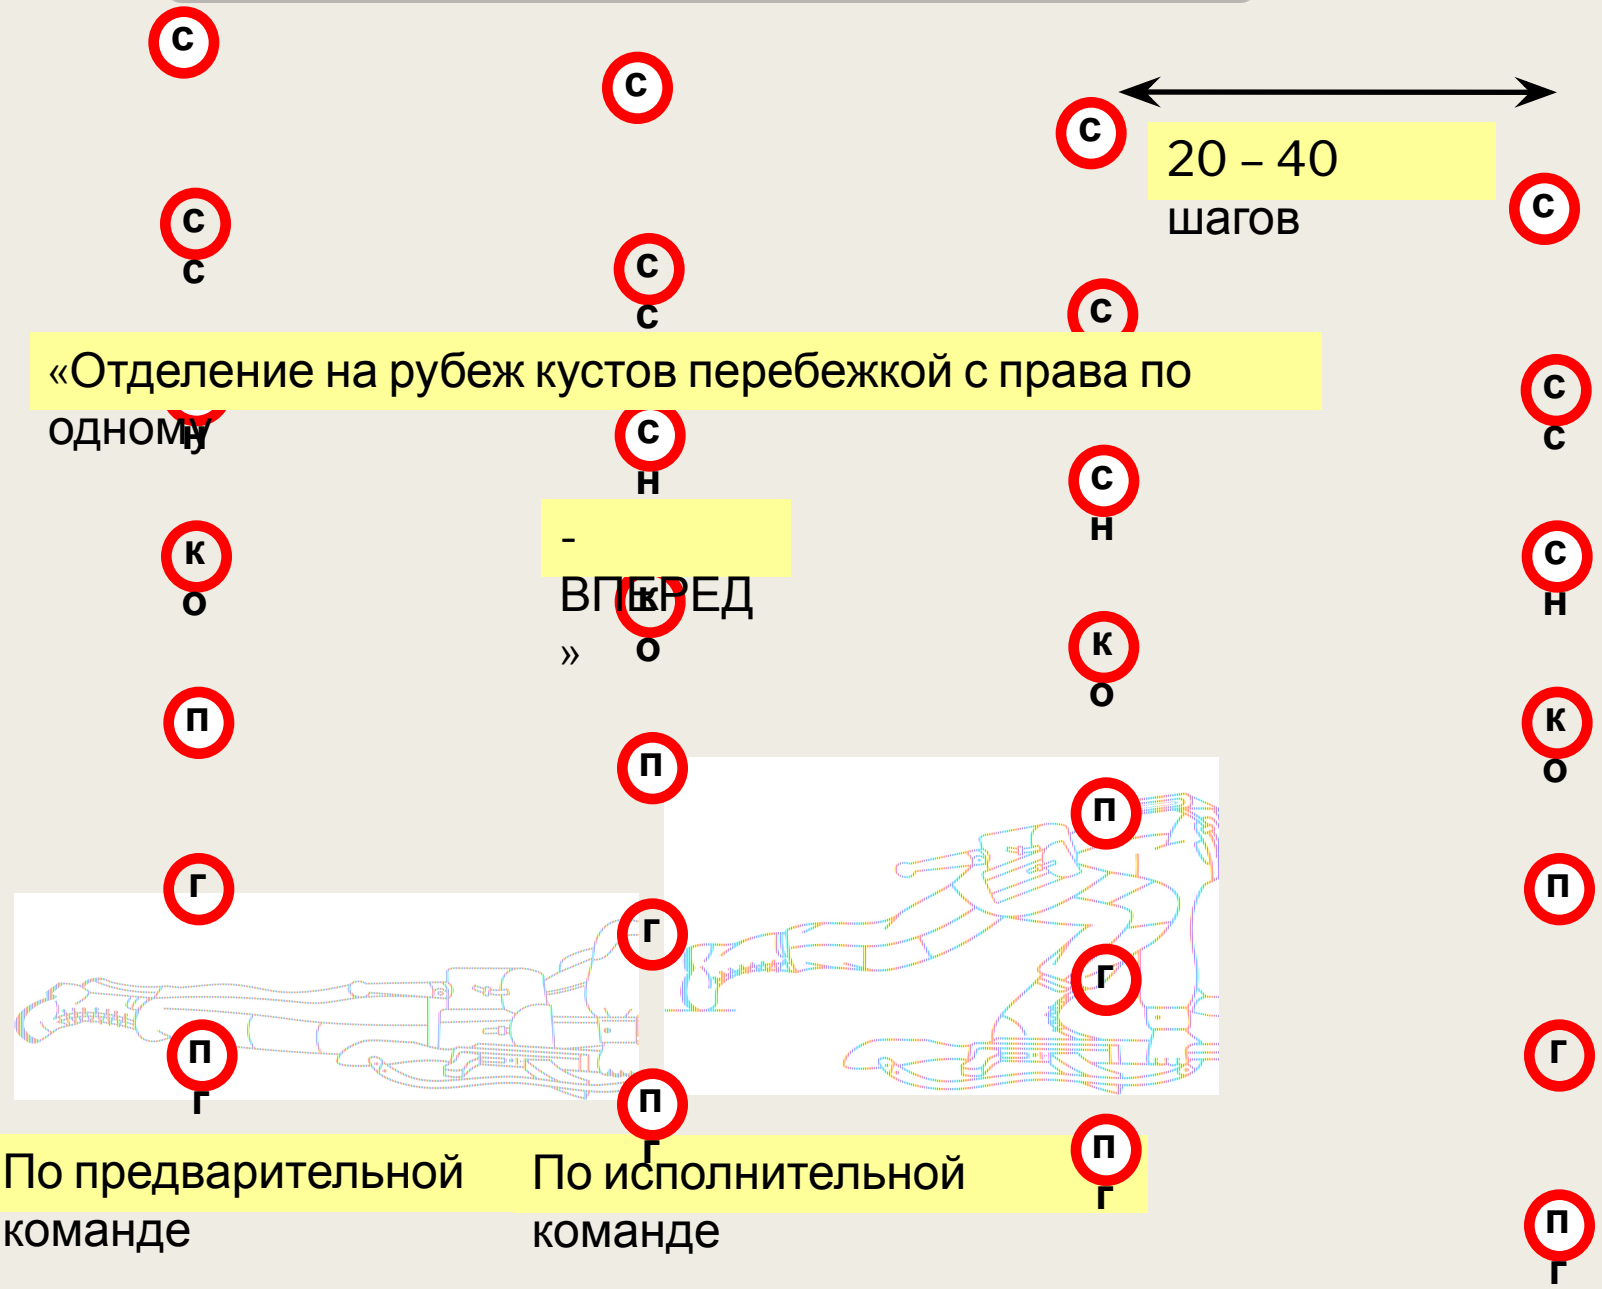 с
с
с
с
20 – 40
шагов
с
с
с
с
с
с
«Отделение на рубеж кустов перебежкой с права по
одному
с
с
н
с
н
с
н
с
н
-
ВПЕРЕД
»
к
о
к
о
к
о
к
о
п
п
п
п
г
г
г
г
п
г
п
г
п
г
п
г
По предварительной
команде
По исполнительной
команде